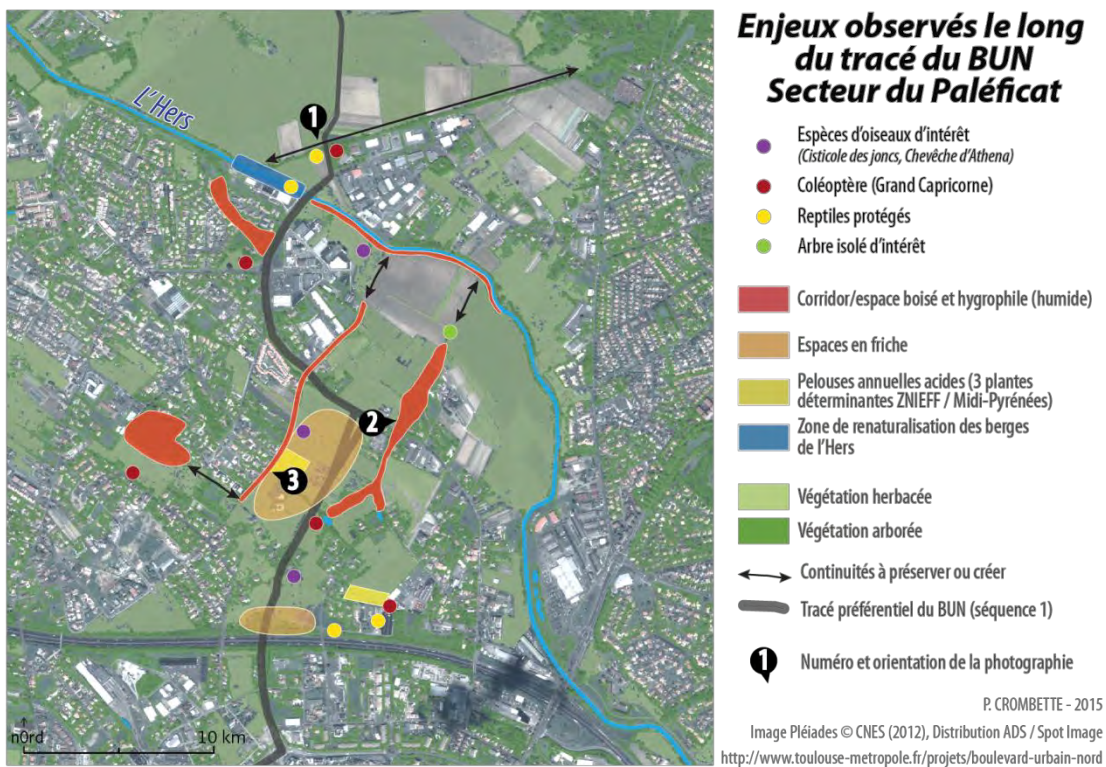 Enjeux observés le long
du tracé du BUN
Secteur du Paléficat
Espèces d'oiseaux d'intérêt
(Cisticole des joncs, Chevêche d'Athena)
Coléoptère (Grand Capricorne)
Reptiles protégés
Arbre isolé d'intérêt
Corridor/espace boisé et hygrophile (humide)
Espaces en friche
Pelouses annuelles acides (3 plantes
déterminantes ZNIEFF / Midi-Pyrénées)
Zone de renaturalisation des berges
de l'Hers
Végétation herbacée
Végétation arborée
Continuités à préserver ou créer
Tracé préférentiel du BUN (séquence 1)
1 Numéro et orientation de la photographie
P. CROMBETTE - 2015
Image Pléiades © CNES (2012), Distribution ADS / Spot Image
http://www.toulouse-metropole.fr/projets/boulevard-urbain-nord
L'Hers
1
2
3
nord
10 km